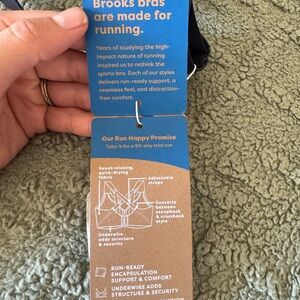 Brooks bras
are made for
running.
Years of studying the high-
impact nature of running
inspired us to rethink the
sports bra. Each of our styles
delivers run-ready support, a
seamless feel, and distraction-
free comfort.
Our Run Happy Promise
Take it for a 90-day trial run
Sweat-wicking,
quick-drying
fabric
Adjustable
straps
Converts
between
scoopback &
crossback
style
Underwire
adds structure
& security
RUN-READY
ENCAPSULATION
SUPPORT & COMFORT
UNDERWIRE ADDS
STRUCTURE & SECURITY